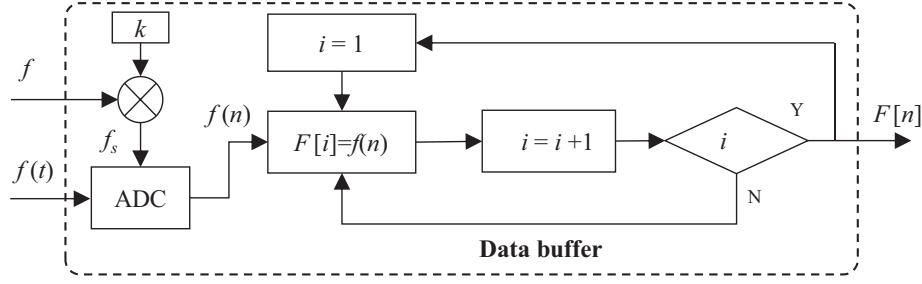 k
i = 1
f
f_s
f(n)
f(t)
ADC
F[i]=f(n)
i = i+1
i
Y
N
F[n]
Data buffer